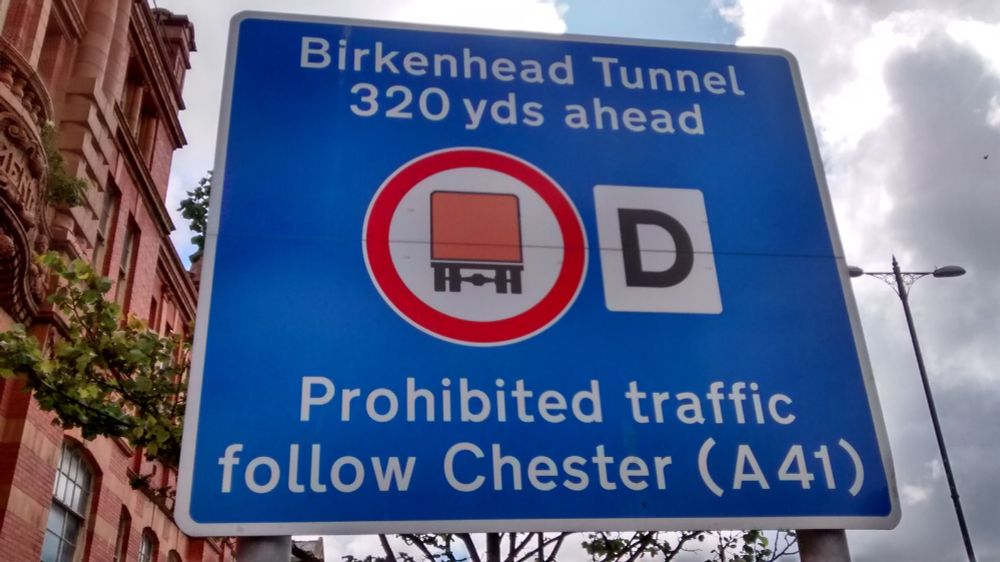 Birkenhead Tunnel
320 yds ahead
D
Prohibited traffic
follow Chester (A41)